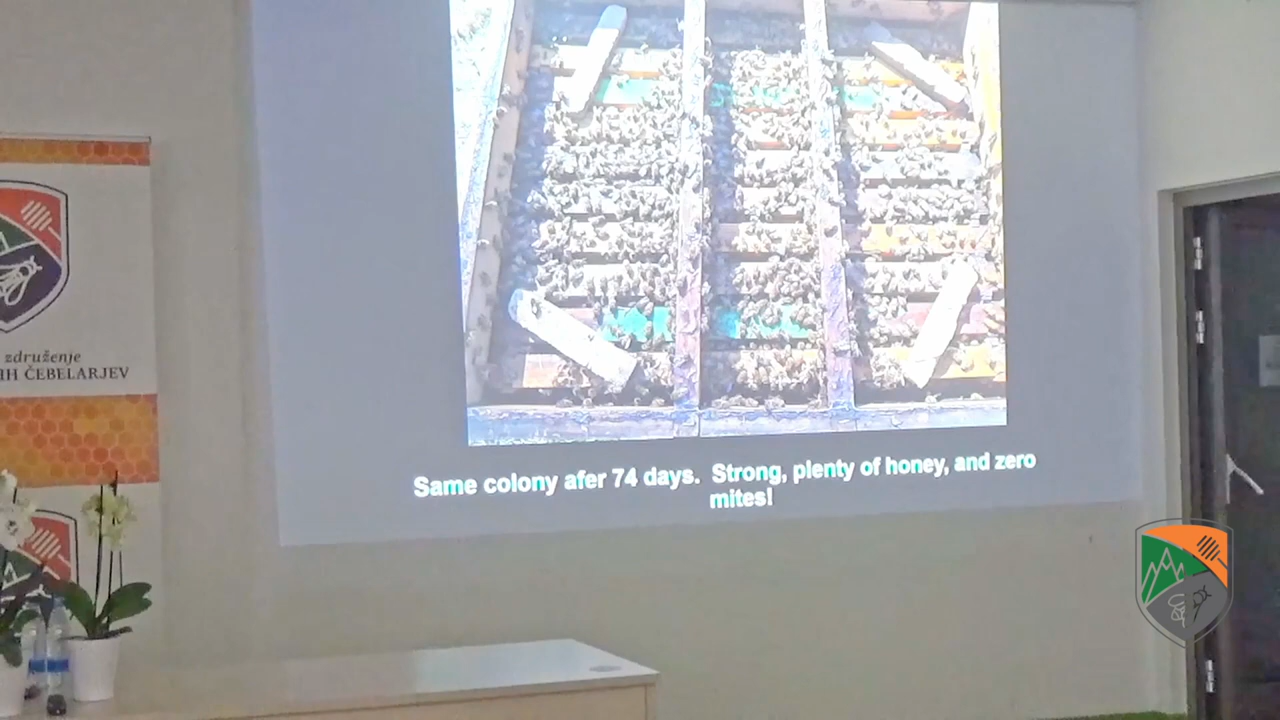 združenje
IH ČEBELARJEV
Same colony afer 74 days. Strong, plenty of honey, and zero
mites!